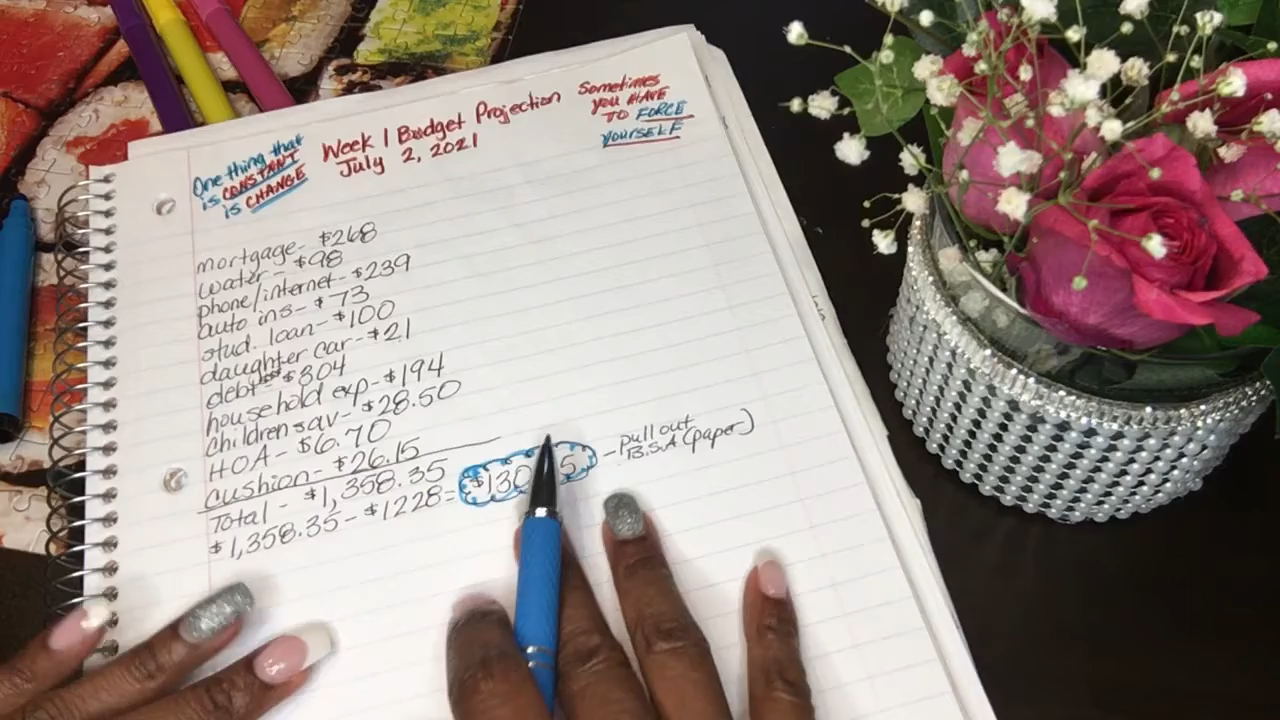 One thing that
is CONSTANT
is CHANGE
Week 1 Budget Projection
July 2, 2021
Sometimes
YOU HAVE
TO FORCE
YOURSELF
mortgage- $268
water- $98
phone/internet- $239
auto ins- $73
stud. loan- $100
daughter car- $21
debt- $304
household exp- $194
children sav- $28.50
HOA- $6.70
cushion- $26.15
Total - $1,358.35
$1,358.35 - $1228 = $130 5 - pull out
B.S.A (paper)